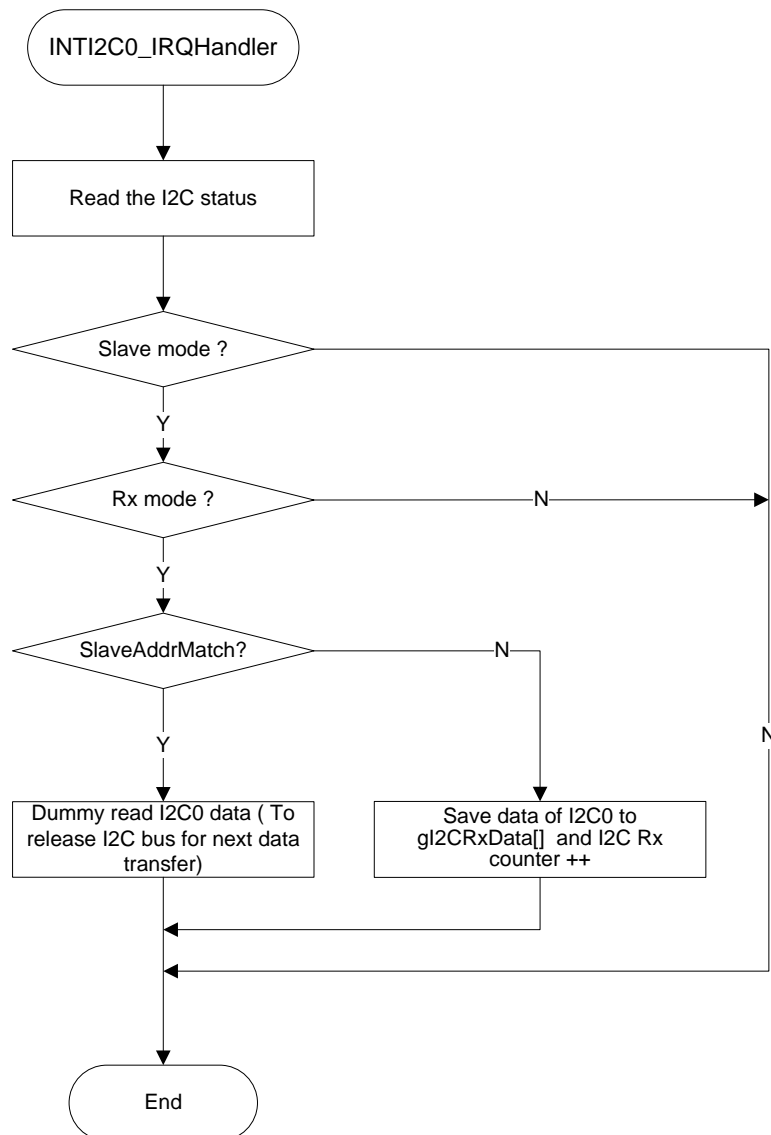 INTI2C0_IRQHandler
Read the I2C status
Slave mode ?
Y
Rx mode ?
N
Y
SlaveAddrMatch?
N
N
Y
Dummy read I2C0 data ( To
release I2C bus for next data
transfer)
Save data of I2C0 to
gI2CRxData[] and I2C Rx
counter ++
End